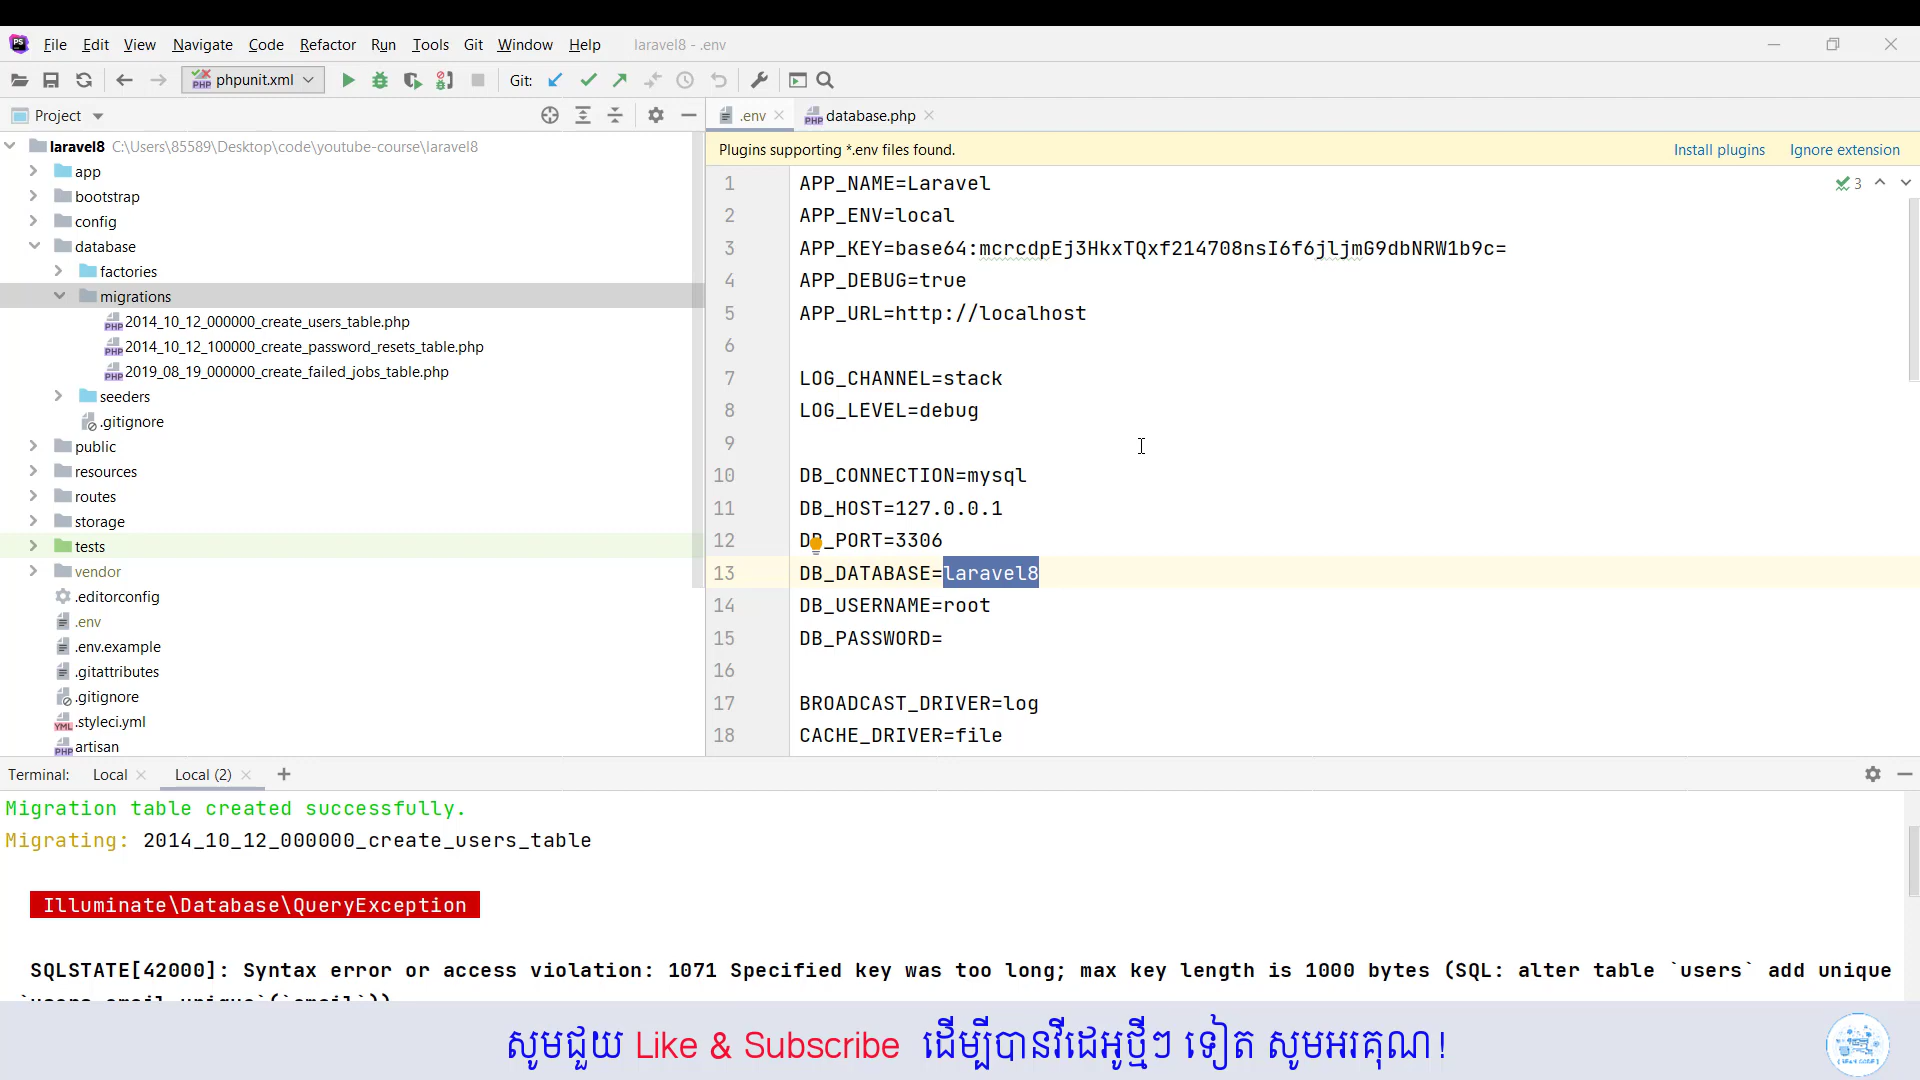 File Edit View Navigate Code Refactor Run Tools Git Window Help laravel8 - .env
phpunit.xml Git:
Project
.env database.php
Plugins supporting *.env files found. Install plugins Ignore extension
laravel8 C:\Users\85589\Desktop\code\youtube-course\laravel8
app
bootstrap
config
database
factories
migrations
2014_10_12_000000_create_users_table.php
2014_10_12_100000_create_password_resets_table.php
2019_08_19_000000_create_failed_jobs_table.php
seeders
.gitignore
public
resources
routes
storage
tests
vendor
.editorconfig
.env
.env.example
.gitattributes
.gitignore
.styleci.yml
artisan
1 APP_NAME=Laravel
2 APP_ENV=local
3 APP_KEY=base64:mcrcdpEj3HkxTQxf214708nsI6f6jljmG9dbNRW1b9c=
4 APP_DEBUG=true
5 APP_URL=http://localhost
6
7 LOG_CHANNEL=stack
8 LOG_LEVEL=debug
9
10 DB_CONNECTION=mysql
11 DB_HOST=127.0.0.1
12 DB_PORT=3306
13 DB_DATABASE=laravel8
14 DB_USERNAME=root
15 DB_PASSWORD=
16
17 BROADCAST_DRIVER=log
18 CACHE_DRIVER=file
3
Terminal: Local Local (2)
Migration table created successfully.
Migrating: 2014_10_12_000000_create_users_table
Illuminate\Database\QueryException
SQLSTATE[42000]: Syntax error or access violation: 1071 Specified key was too long; max key length is 1000 bytes (SQL: alter table `users` add unique
`users_email_unique`(`email`))
សូមជួយ Like & Subscribe ដើម្បីបានវីដេអូថ្មីៗ ទៀត សូមអរគុណ!